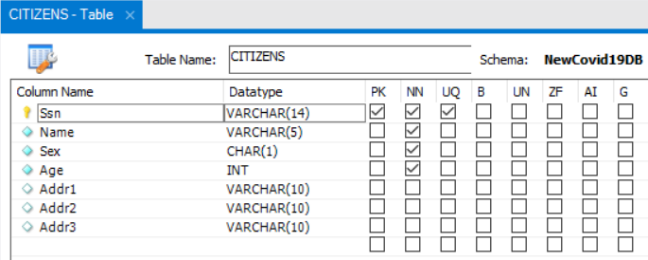 CITIZENS - Table ×
Table Name: CITIZENS Schema: NewCovid19DB
Column Name Datatype PK NN UQ B UN ZF AI G
Ssn VARCHAR(14)
Name VARCHAR(5)
Sex CHAR(1)
Age INT
Addr1 VARCHAR(10)
Addr2 VARCHAR(10)
Addr3 VARCHAR(10)